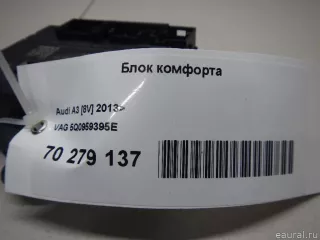 Блок комфорта
Audi A3 [8V] 2013>
VAG 5Q0959395E
70 279 137
eaural.ru